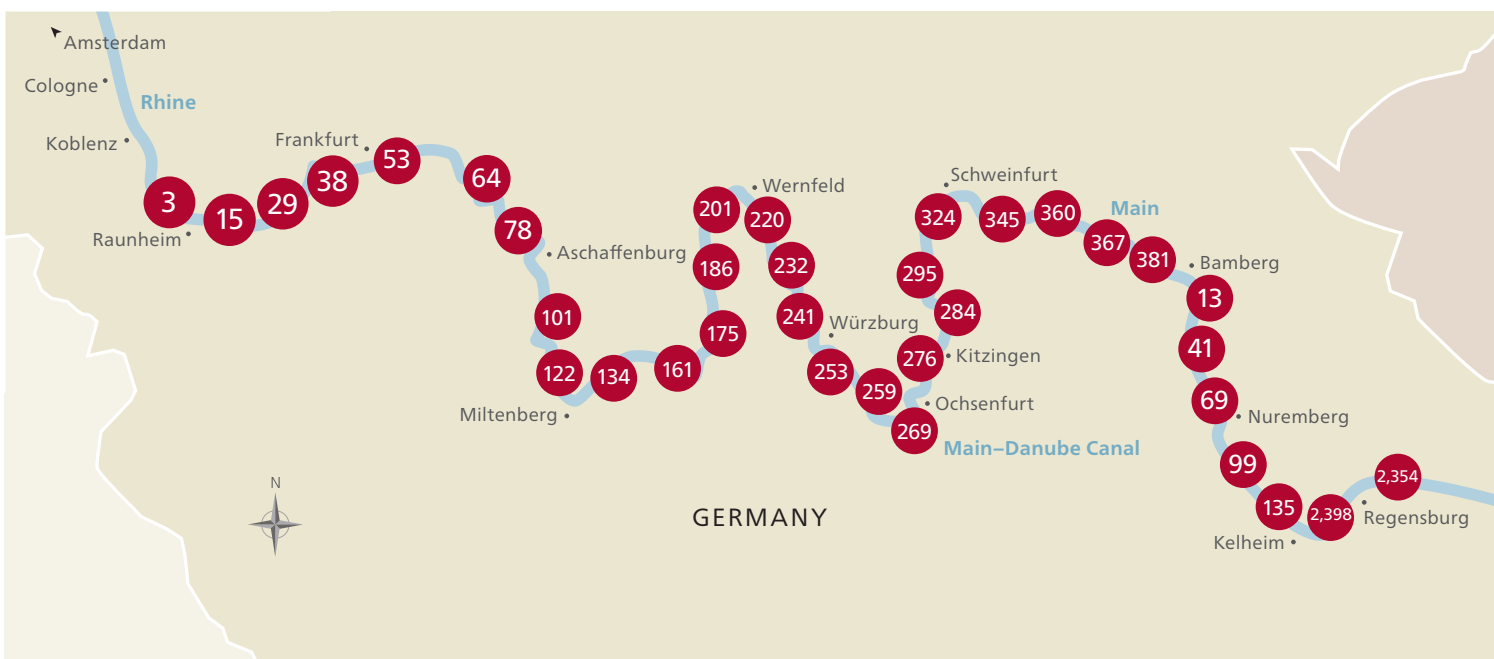 Amsterdam
Cologne
Rhine
Koblenz
Frankfurt
3
15
29
38
53
64
78
Raunheim
Aschaffenburg
101
122
134
161
175
186
201
Miltenberg
Wernfeld
220
232
241
Würzburg
253
259
269
276
Kitzingen
Ochsenfurt
284
295
324
Schweinfurt
345
360
Main
367
381
Bamberg
13
41
69
Nuremberg
Main–Danube Canal
99
135
2,398
2,354
Regensburg
Kelheim
N
GERMANY